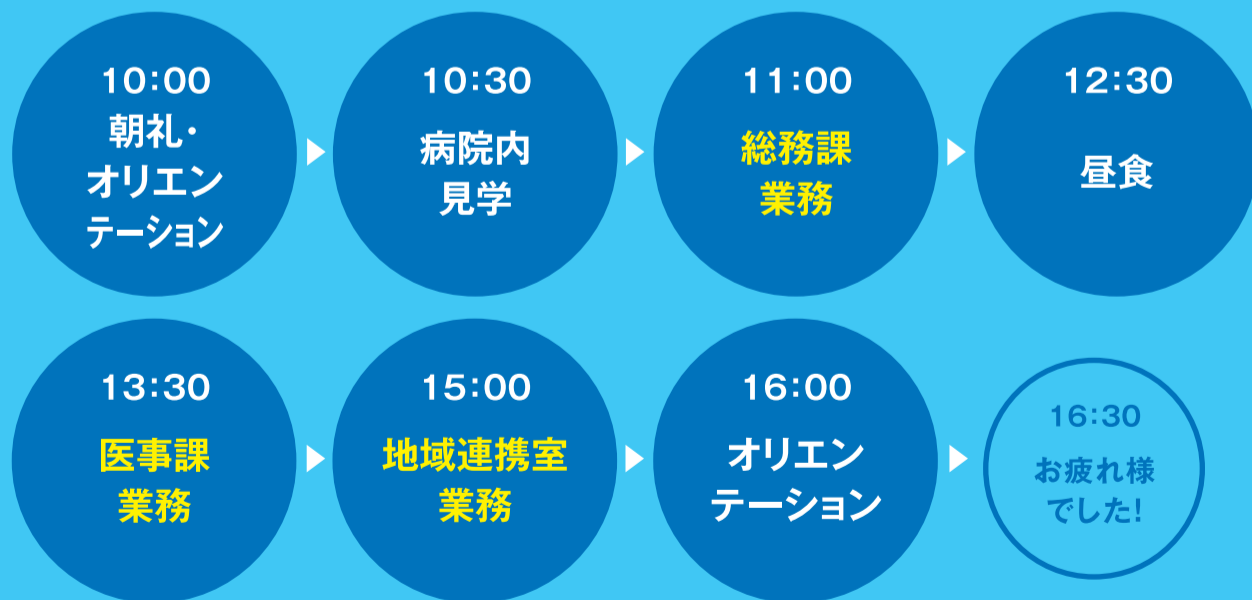 10:00
朝礼・
オリエン
テーション
10:30
病院内
見学
11:00
総務課
業務
12:30
昼食
13:30
医事課
業務
15:00
地域連携室
業務
16:00
オリエン
テーション
16:30
お疲れ様
でした!